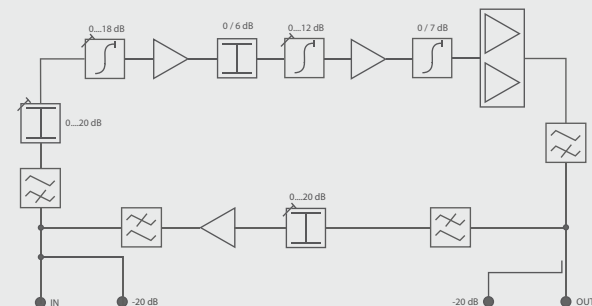 0....18 dB
0 / 6 dB
0....12 dB
0 / 7 dB
0....20 dB
0....20 dB
IN
-20 dB
-20 dB
OUT